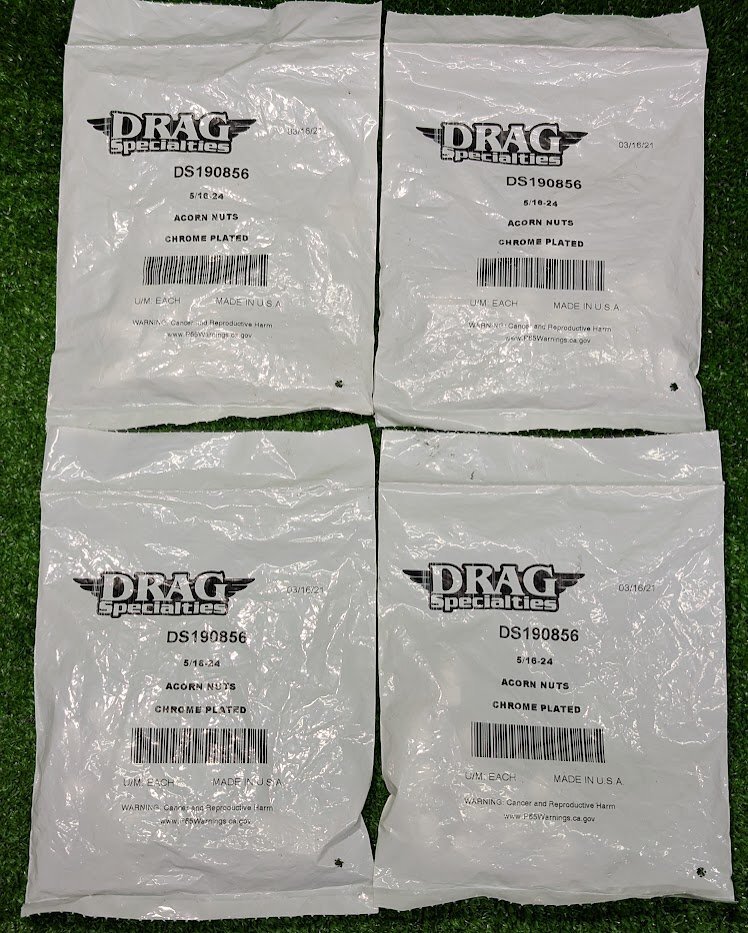 DRAG
Specialties
03/16/21
DS190856
5/16-24
ACORN NUTS
CHROME PLATED
U/M: EACH MADE IN U.S.A.
WARNING: Cancer and Reproductive Harm
www.P65Warnings.ca.gov
DRAG
Specialties
03/16/21
DS190856
5/16-24
ACORN NUTS
CHROME PLATED
U/M: EACH MADE IN U.S.A.
WARNING: Cancer and Reproductive Harm
www.P65Warnings.ca.gov
DRAG
Specialties
03/16/21
DS190856
5/16-24
ACORN NUTS
CHROME PLATED
U/M: EACH MADE IN U.S.A.
WARNING: Cancer and Reproductive Harm
www.P65Warnings.ca.gov
DRAG
Specialties
03/16/21
DS190856
5/16-24
ACORN NUTS
CHROME PLATED
U/M: EACH MADE IN U.S.A.
WARNING: Cancer and Reproductive Harm
www.P65Warnings.ca.gov